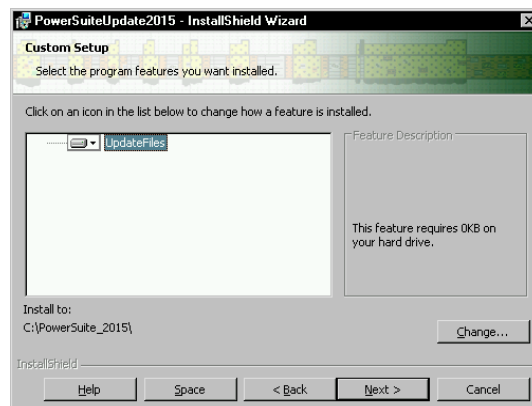 PowerSuiteUpdate2015 - InstallShield Wizard
Custom Setup
Select the program features you want installed.
Click on an icon in the list below to change how a feature is installed.
UpdateFiles
Feature Description
This feature requires 0KB on
your hard drive.
Install to:
C:\PowerSuite_2015\
Change...
InstallShield
Help
Space
< Back
Next >
Cancel